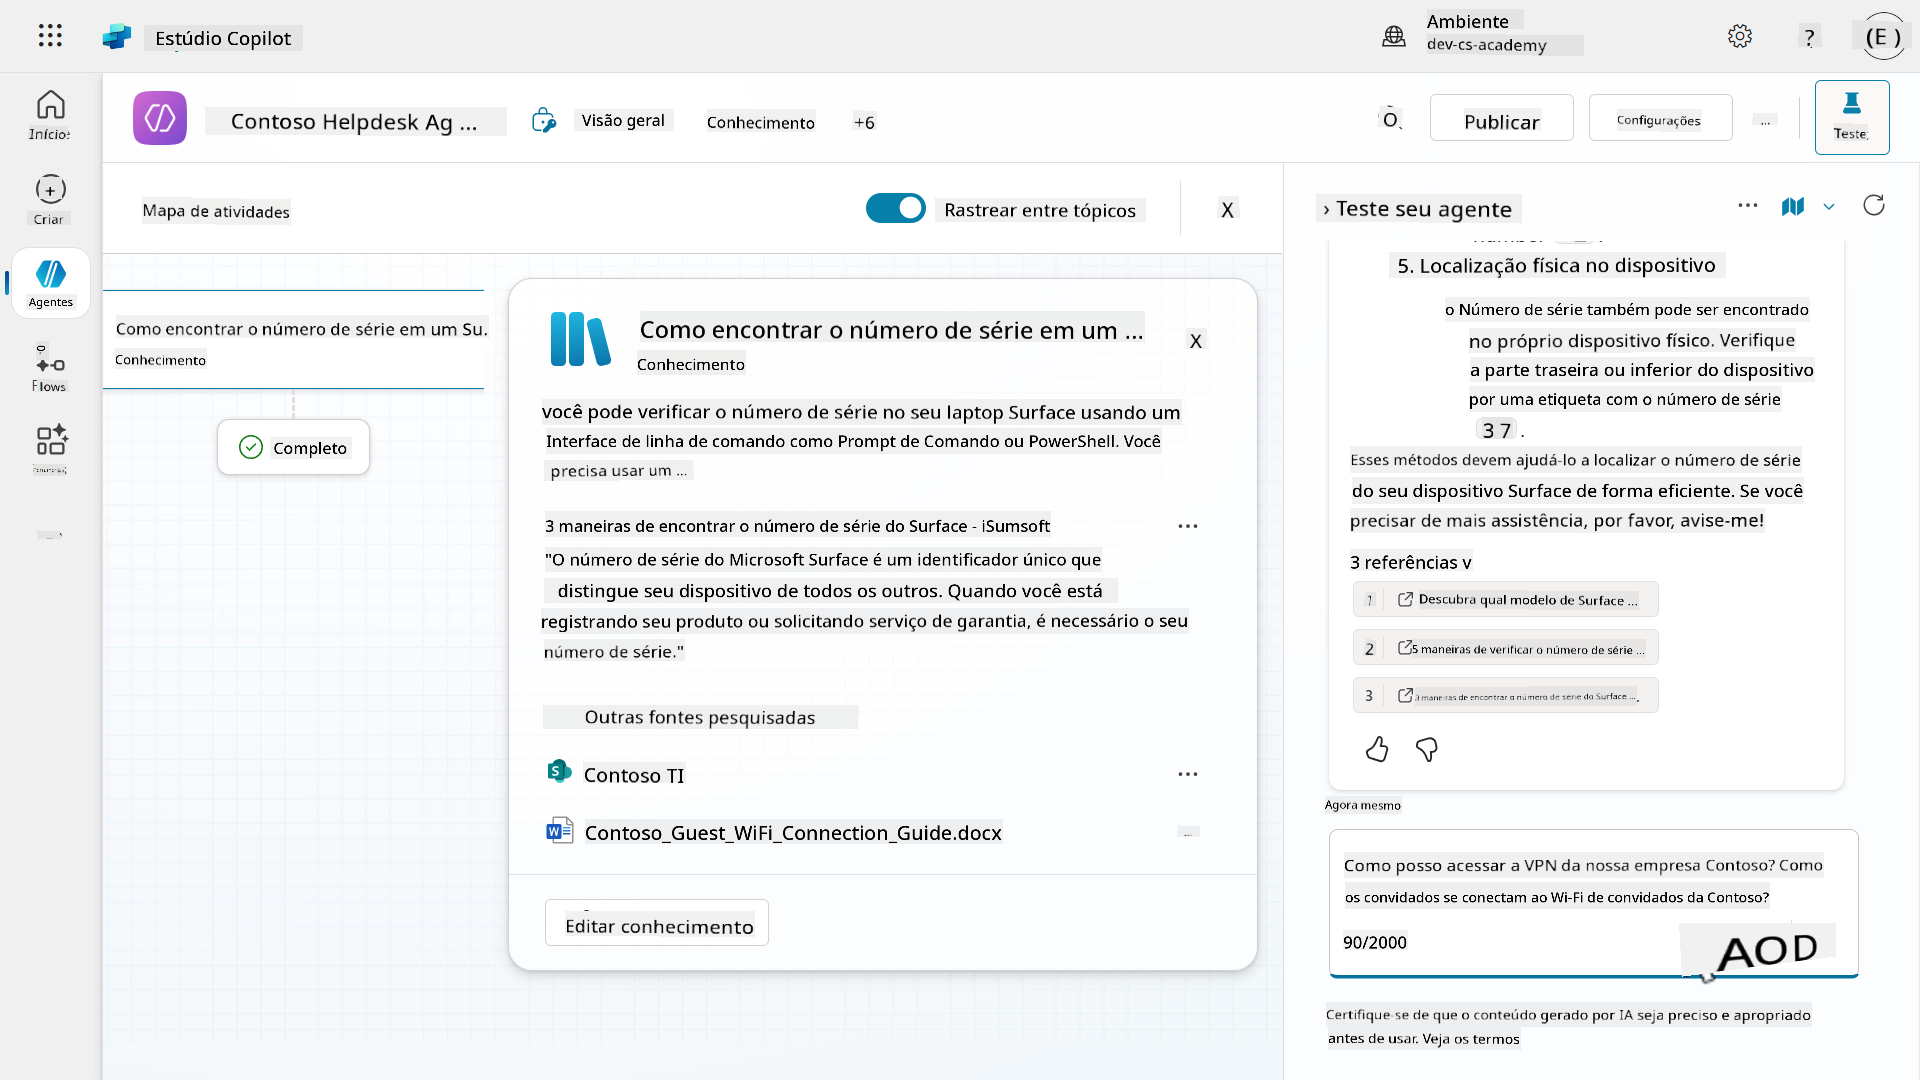 Estúdio Copilot
Ambiente
dev-cs-academy
?
(E )
Início
Criar
Agentes
Flows
Contoso Helpdesk Ag ...
Visão geral
Conhecimento
+6
Publicar
Configurações
...
Teste
Mapa de atividades
Rastrear entre tópicos
X
Como encontrar o número de série em um Su.
Conhecimento
Completo
Como encontrar o número de série em um ...
Conhecimento
X
você pode verificar o número de série no seu laptop Surface usando um
Interface de linha de comando como Prompt de Comando ou PowerShell. Você
precisa usar um ...
3 maneiras de encontrar o número de série do Surface - iSumsoft
"O número de série do Microsoft Surface é um identificador único que
distingue seu dispositivo de todos os outros. Quando você está
registrando seu produto ou solicitando serviço de garantia, é necessário o seu
número de série."
Outras fontes pesquisadas
Contoso TI
Contoso_Guest_WiFi_Connection_Guide.docx
Editar conhecimento
› Teste seu agente
5. Localização física no dispositivo
o Número de série também pode ser encontrado
no próprio dispositivo físico. Verifique
a parte traseira ou inferior do dispositivo
por uma etiqueta com o número de série
3 7 .
Esses métodos devem ajudá-lo a localizar o número de série
do seu dispositivo Surface de forma eficiente. Se você
precisar de mais assistência, por favor, avise-me!
3 referências v
1 Descubra qual modelo de Surface ...
2 5 maneiras de verificar o número de série ...
3 3 maneiras de encontrar o número de série do Surface ...
Agora mesmo
Como posso acessar a VPN da nossa empresa Contoso? Como
os convidados se conectam ao Wi-Fi de convidados da Contoso?
90/2000
AOD
Certifique-se de que o conteúdo gerado por IA seja preciso e apropriado
antes de usar. Veja os termos